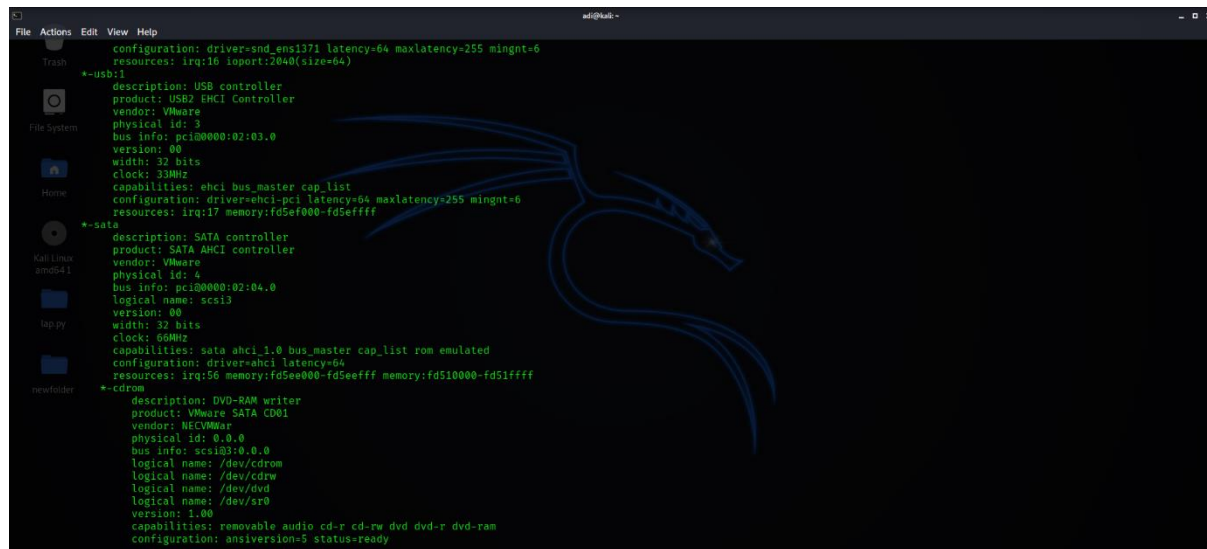 adi@kali: ~
File Actions Edit View Help
configuration: driver=snd_ens1371 latency=64 maxlatency=255 mingnt=6
resources: irq:16 ioport:2040(size=64)
*-usb:1
description: USB controller
product: USB2 EHCI Controller
vendor: VMware
physical id: 3
bus info: pci@0000:02:03.0
version: 00
width: 32 bits
clock: 33MHz
capabilities: ehci bus_master cap_list
configuration: driver=ehci-pci latency=64 maxlatency=255 mingnt=6
resources: irq:17 memory:fd5ef000-fd5effff
*-sata
description: SATA controller
product: SATA AHCI controller
vendor: VMware
physical id: 4
bus info: pci@0000:02:04.0
logical name: scsi3
version: 00
width: 32 bits
clock: 66MHz
capabilities: sata ahci_1.0 bus_master cap_list rom emulated
configuration: driver=ahci latency=64
resources: irq:56 memory:fd5ee000-fd5eefff memory:fd510000-fd51ffff
*-cdrom
description: DVD-RAM writer
product: VMware SATA CD01
vendor: NECVMWar
physical id: 0.0.0
bus info: scsi@3:0.0.0
logical name: /dev/cdrom
logical name: /dev/cdrw
logical name: /dev/dvd
logical name: /dev/sr0
version: 1.00
capabilities: removable audio cd-r cd-rw dvd dvd-r dvd-ram
configuration: ansiversion=5 status=ready
Trash
File System
Home
Kali Linux
amd64 1
lap.py
newfolder